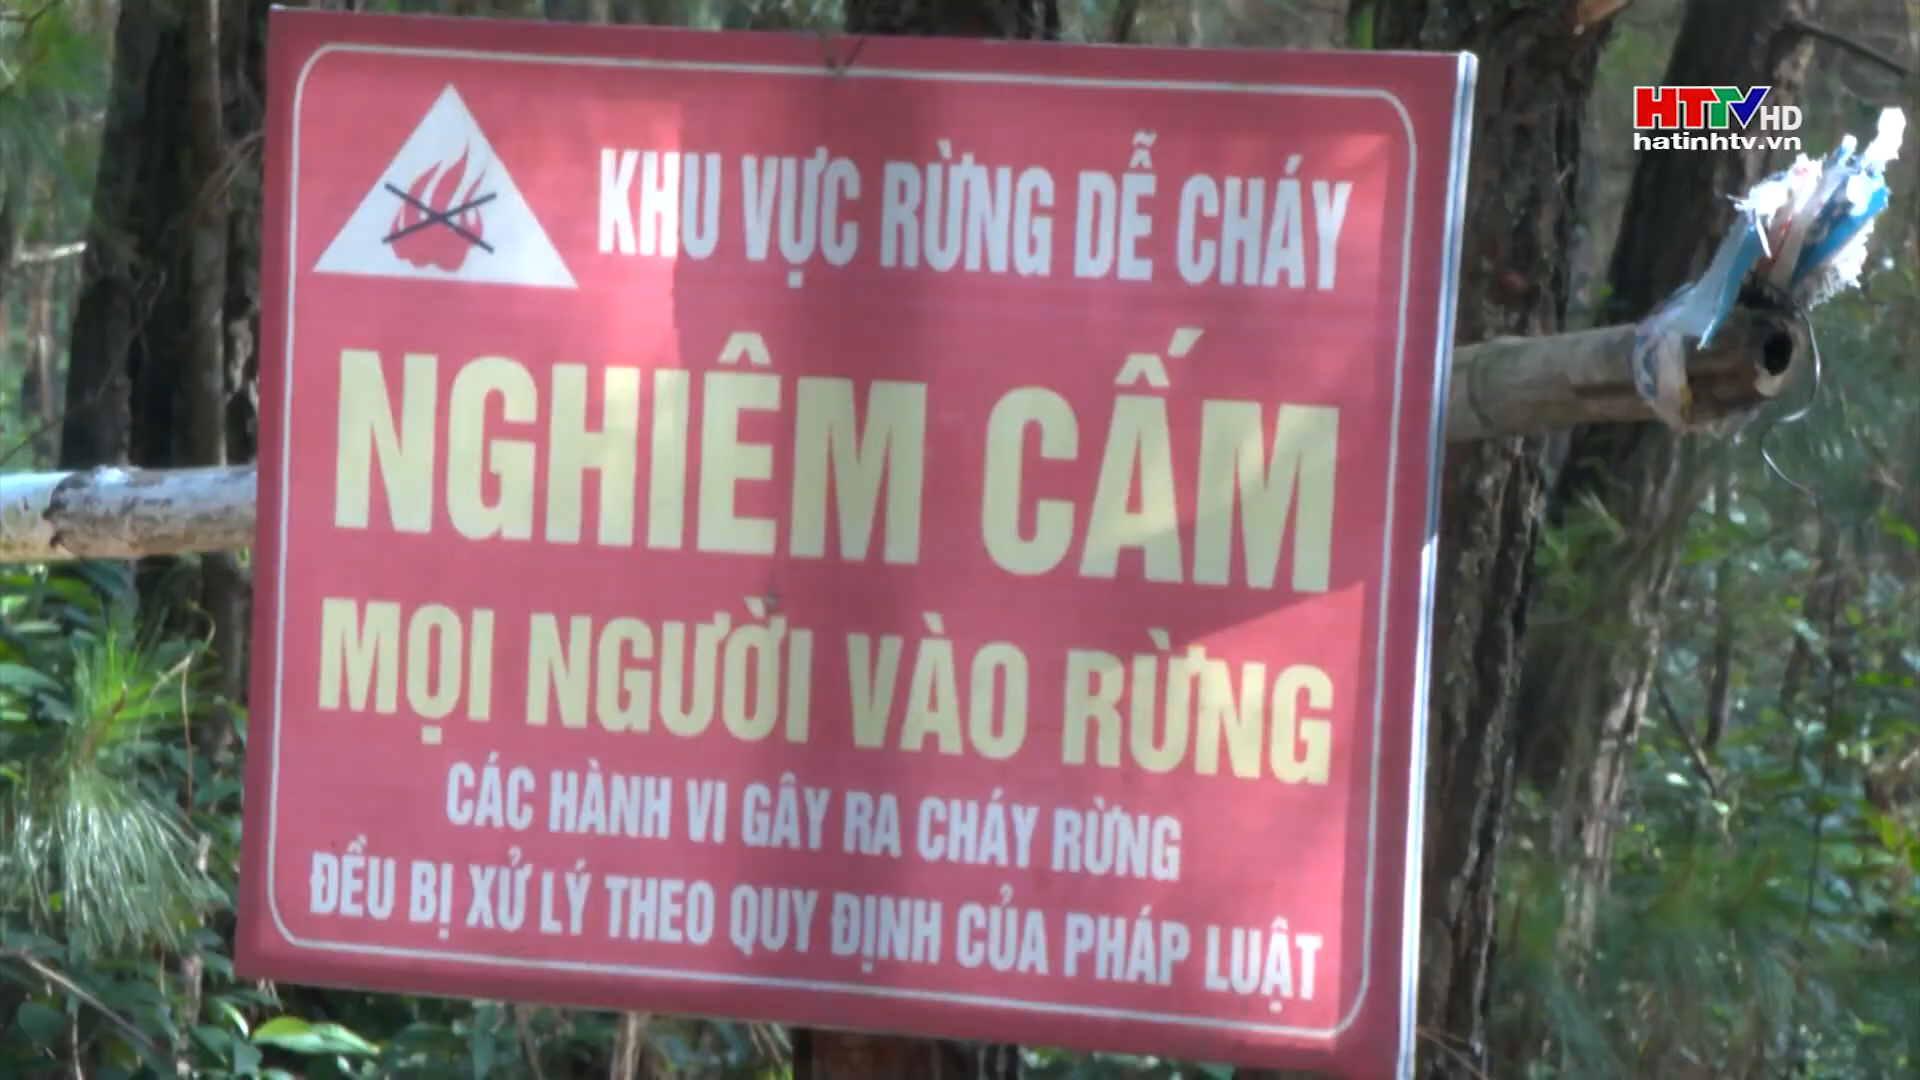 HTTV HD
hatinhtv.vn
KHU VỰC RỪNG DỄ CHÁY
NGHIÊM CẤM
MỌI NGƯỜI VÀO RỪNG
CÁC HÀNH VI GÂY RA CHÁY RỪNG
ĐỀU BỊ XỬ LÝ THEO QUY ĐỊNH CỦA PHÁP LUẬT